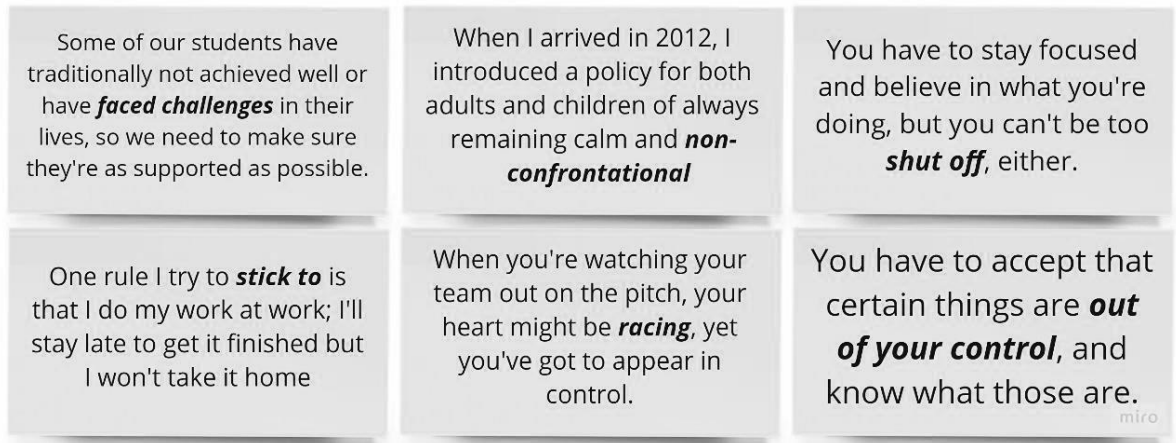 Some of our students have
traditionally not achieved well or
have faced challenges in their
lives, so we need to make sure
they're as supported as possible.
When I arrived in 2012, I
introduced a policy for both
adults and children of always
remaining calm and non-
confrontational
You have to stay focused
and believe in what you're
doing, but you can't be too
shut off, either.
One rule I try to stick to is
that I do my work at work; I'll
stay late to get it finished but
I won't take it home
When you're watching your
team out on the pitch, your
heart might be racing, yet
you've got to appear in
control.
You have to accept that
certain things are out
of your control, and
know what those are.
miro